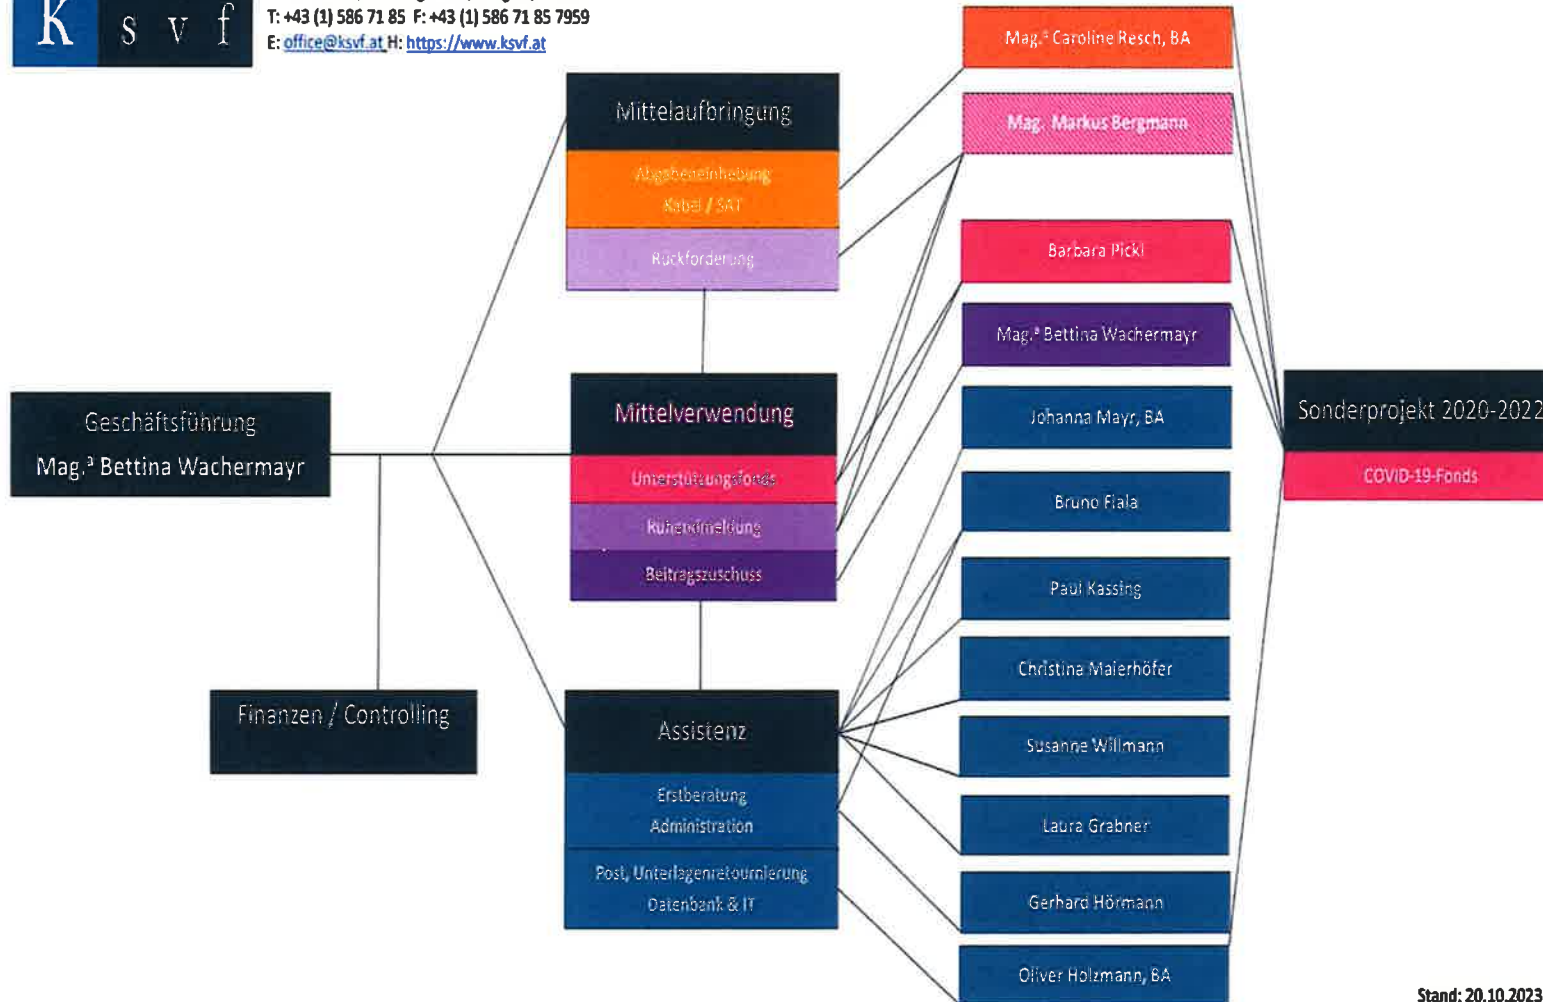 K s v f
T: +43 (1) 586 71 85 F: +43 (1) 586 71 85 7959
E: office@ksvf.at H: https://www.ksvf.at
Mittelaufbringung
Abgabeneinhebung
Kabel / SAT
Rückforderung
Geschäftsführung
Mag.ª Bettina Wachermayr
Mittelverwendung
Unterstützungsfonds
Ruhendmeldung
Beitragszuschuss
Finanzen / Controlling
Assistenz
Erstberatung
Administration
Post, Unterlagenretournierung
Datenbank & IT
Mag.ª Caroline Resch, BA
Mag. Markus Bergmann
Barbara Pickl
Mag.ª Bettina Wachermayr
Johanna Mayr, BA
Bruno Fiala
Paul Kassing
Christina Maierhöfer
Susanne Willmann
Laura Grabner
Gerhard Hörmann
Oliver Holzmann, BA
Sonderprojekt 2020-2022
COVID-19-Fonds
Stand: 20.10.2023